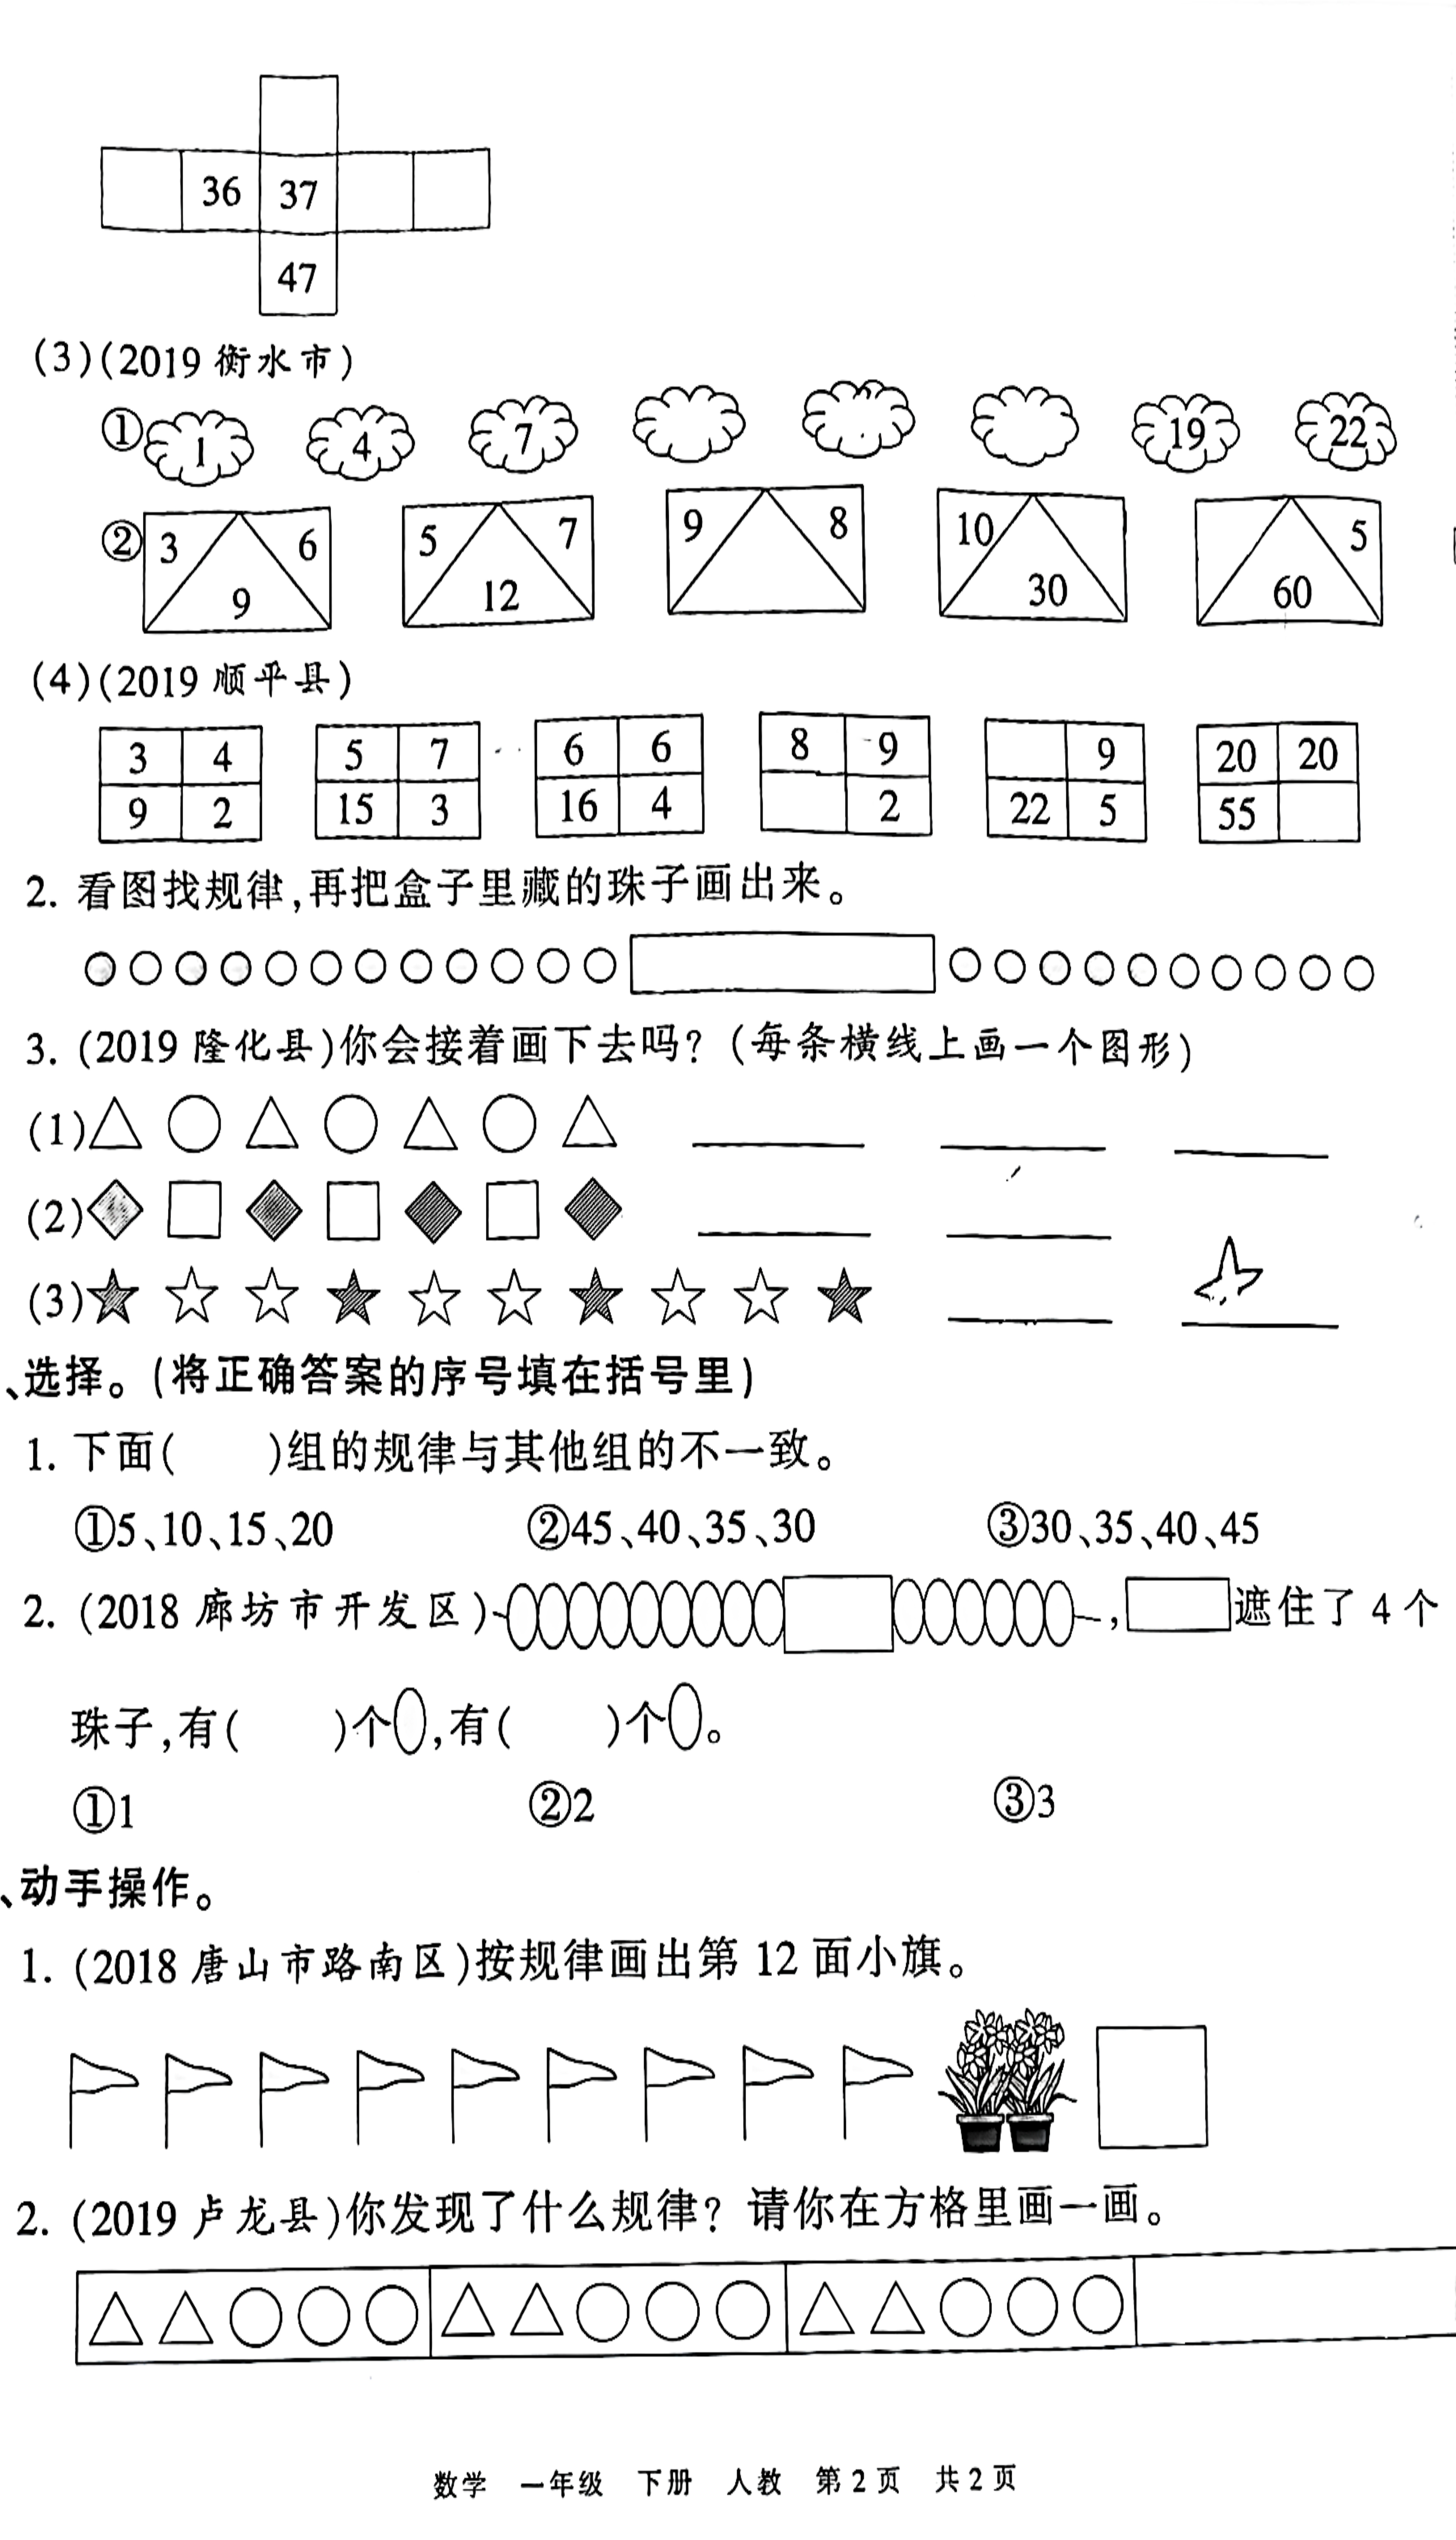 36 37
47
(3)(2019 衡水市)
① 1 4 7 19 22
② 3 6 5 7 9 8 10 5
9 12 30 60
(4)(2019 顺平县)
3 4 5 7 6 6 8 9 9 20 20
9 2 15 3 16 4 2 22 5 55
2. 看图找规律,再把盒子里藏的珠子画出来。
3. (2019 隆化县)你会接着画下去吗? (每条横线上画一个图形)
(1)
(2)
(3)
、选择。(将正确答案的序号填在括号里)
1. 下面( )组的规律与其他组的不一致。
①5、10、15、20 ②45、40、35、30 ③30、35、40、45
2. (2018 廊坊市开发区) , 遮住了 4 个
珠子,有( )个 ,有( )个 。
①1 ②2 ③3
、动手操作。
1. (2018 唐山市路南区)按规律画出第 12 面小旗。
2. (2019 卢龙县)你发现了什么规律? 请你在方格里画一画。
数学 一年级 下册 人教 第2页 共2页